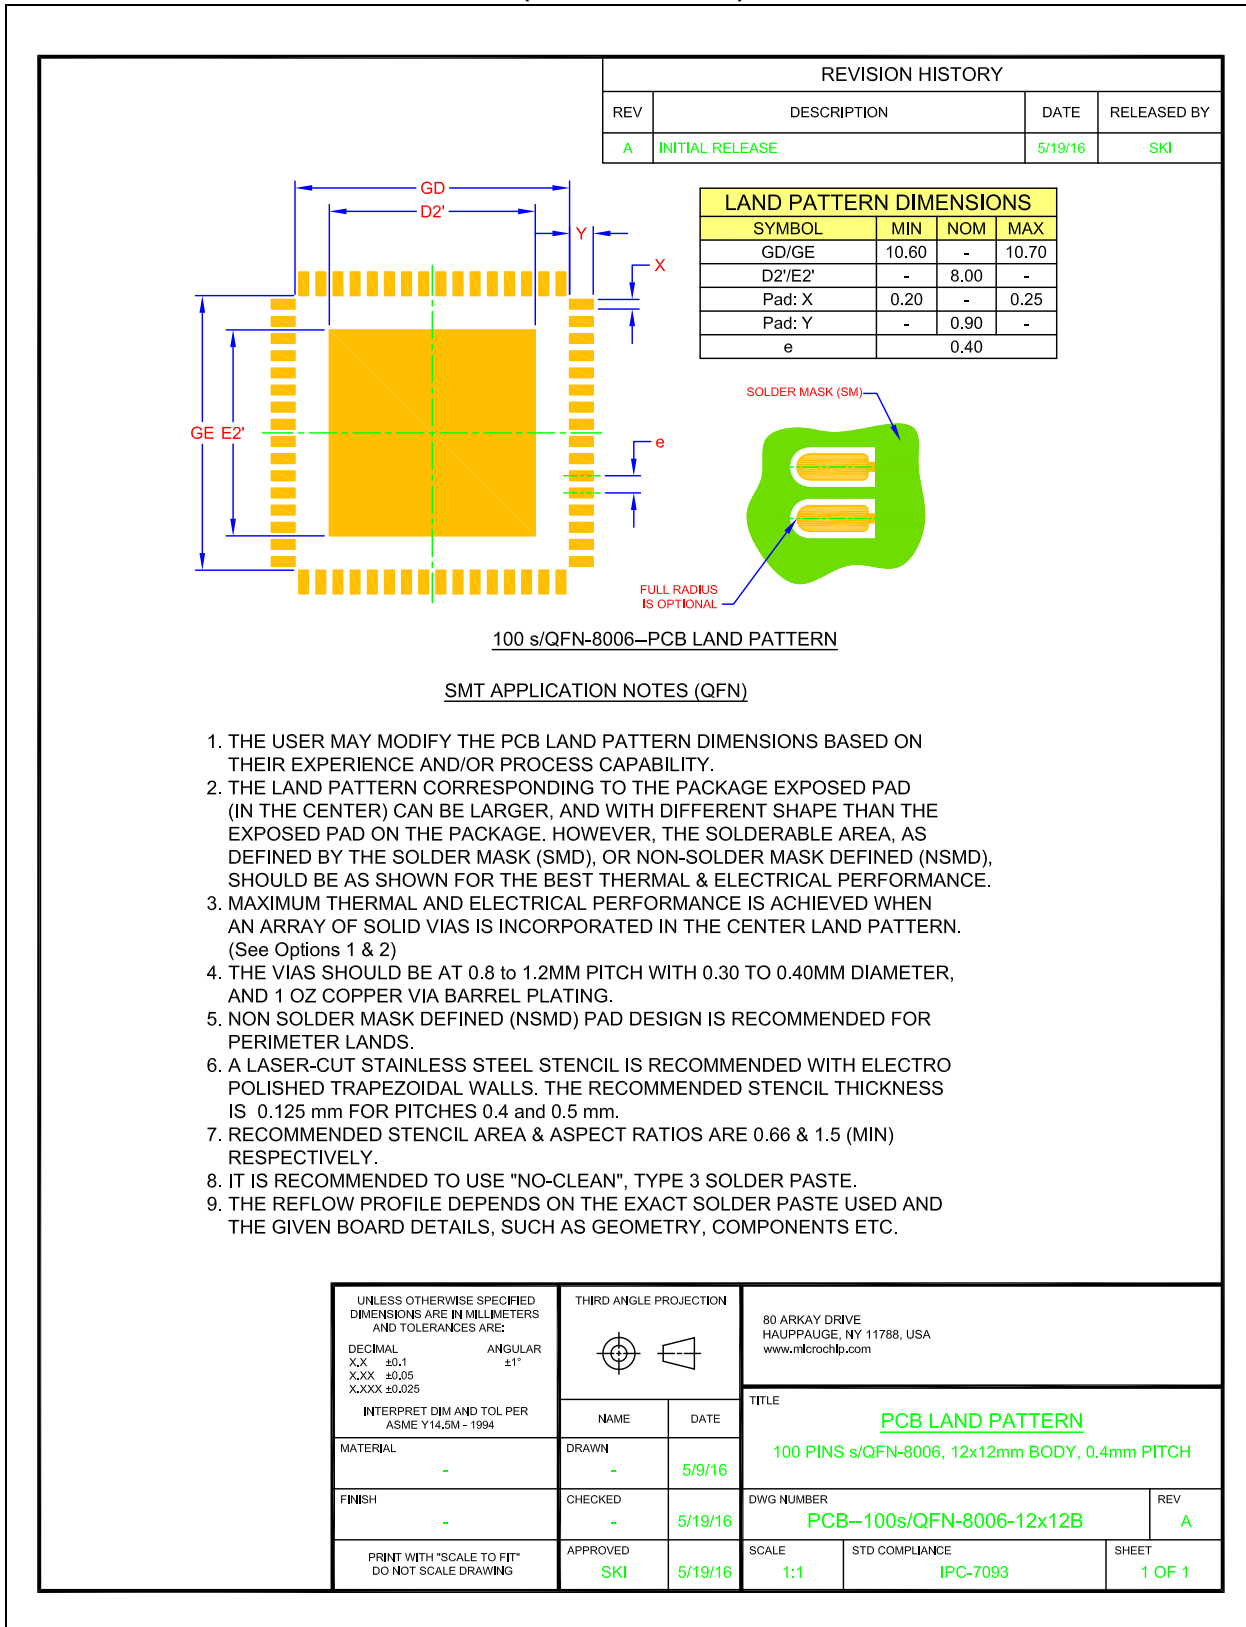 REVISION HISTORY
REV DESCRIPTION DATE RELEASED BY
A INITIAL RELEASE 5/19/16 SKI
GD
D2'
Y
X
GE E2'
e
LAND PATTERN DIMENSIONS
SYMBOL MIN NOM MAX
GD/GE 10.60 - 10.70
D2'/E2' - 8.00 -
Pad: X 0.20 - 0.25
Pad: Y - 0.90 -
e 0.40
SOLDER MASK (SM)
FULL RADIUS
IS OPTIONAL
100 s/QFN-8006–PCB LAND PATTERN
SMT APPLICATION NOTES (QFN)
1. THE USER MAY MODIFY THE PCB LAND PATTERN DIMENSIONS BASED ON
THEIR EXPERIENCE AND/OR PROCESS CAPABILITY.
2. THE LAND PATTERN CORRESPONDING TO THE PACKAGE EXPOSED PAD
(IN THE CENTER) CAN BE LARGER, AND WITH DIFFERENT SHAPE THAN THE
EXPOSED PAD ON THE PACKAGE. HOWEVER, THE SOLDERABLE AREA, AS
DEFINED BY THE SOLDER MASK (SMD), OR NON-SOLDER MASK DEFINED (NSMD),
SHOULD BE AS SHOWN FOR THE BEST THERMAL & ELECTRICAL PERFORMANCE.
3. MAXIMUM THERMAL AND ELECTRICAL PERFORMANCE IS ACHIEVED WHEN
AN ARRAY OF SOLID VIAS IS INCORPORATED IN THE CENTER LAND PATTERN.
(See Options 1 & 2)
4. THE VIAS SHOULD BE AT 0.8 to 1.2MM PITCH WITH 0.30 TO 0.40MM DIAMETER,
AND 1 OZ COPPER VIA BARREL PLATING.
5. NON SOLDER MASK DEFINED (NSMD) PAD DESIGN IS RECOMMENDED FOR
PERIMETER LANDS.
6. A LASER-CUT STAINLESS STEEL STENCIL IS RECOMMENDED WITH ELECTRO
POLISHED TRAPEZOIDAL WALLS. THE RECOMMENDED STENCIL THICKNESS
IS 0.125 mm FOR PITCHES 0.4 and 0.5 mm.
7. RECOMMENDED STENCIL AREA & ASPECT RATIOS ARE 0.66 & 1.5 (MIN)
RESPECTIVELY.
8. IT IS RECOMMENDED TO USE "NO-CLEAN", TYPE 3 SOLDER PASTE.
9. THE REFLOW PROFILE DEPENDS ON THE EXACT SOLDER PASTE USED AND
THE GIVEN BOARD DETAILS, SUCH AS GEOMETRY, COMPONENTS ETC.
UNLESS OTHERWISE SPECIFIED
DIMENSIONS ARE IN MILLIMETERS
AND TOLERANCES ARE:
DECIMAL ANGULAR
X.X ±0.1 ±1°
X.XX ±0.05
X.XXX ±0.025
INTERPRET DIM AND TOL PER
ASME Y14.5M - 1994
THIRD ANGLE PROJECTION
80 ARKAY DRIVE
HAUPPAUGE, NY 11788, USA
www.microchip.com
NAME DATE
TITLE
PCB LAND PATTERN
100 PINS s/QFN-8006, 12x12mm BODY, 0.4mm PITCH
MATERIAL
-
DRAWN
- 5/9/16
FINISH
-
CHECKED
- 5/19/16
DWG NUMBER
PCB--100s/QFN-8006-12x12B
REV
A
PRINT WITH "SCALE TO FIT"
DO NOT SCALE DRAWING
APPROVED
SKI 5/19/16
SCALE
1:1
STD COMPLIANCE
IPC-7093
SHEET
1 OF 1